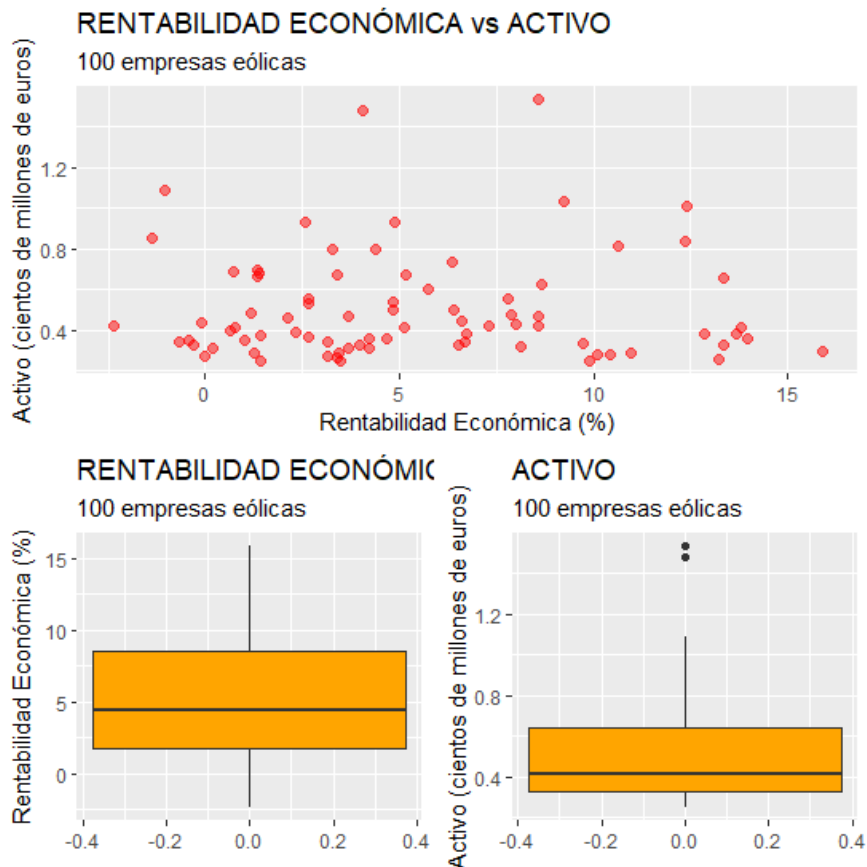 RENTABILIDAD ECONÓMICA vs ACTIVO
100 empresas eólicas
Activo (cientos de millones de euros)
1.2
0.8
0.4
0 5 10 15
Rentabilidad Económica (%)
RENTABILIDAD ECONÓMIC
100 empresas eólicas
Rentabilidad Económica (%)
15
10
5
0
-0.4 -0.2 0.0 0.2 0.4
ACTIVO
100 empresas eólicas
Activo (cientos de millones de euros)
1.2
0.8
0.4
-0.4 -0.2 0.0 0.2 0.4